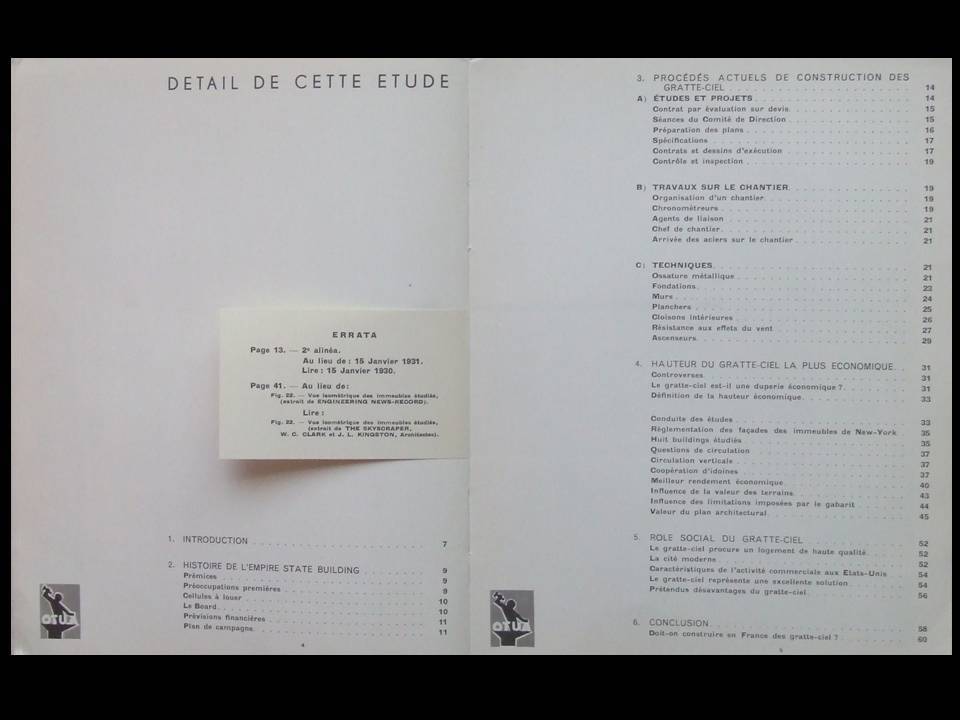 DETAIL DE CETTE ETUDE
ERRATA
Page 13. — 2e alinéa.
Au lieu de : 15 Janvier 1931.
Lire : 15 Janvier 1930.
Page 41. — Au lieu de :
Fig. 22. — Vue isométrique des immeubles étudiés,
(extrait de ENGINEERING NEWS-RECORD).
Lire :
Fig. 22. — Vue isométrique des immeubles étudiés,
(extrait de THE SKYSCRAPER,
W. C. CLARK et J. L. KINGSTON, Architectes).
1. INTRODUCTION 7
2. HISTOIRE DE L'EMPIRE STATE BUILDING 9
Prémices 9
Préoccupations premières 9
Cellules à louer 10
Le Board 10
Prévisions financières 11
Plan de campagne 11
OTUA
4
3. PROCÉDÉS ACTUELS DE CONSTRUCTION DES
GRATTE-CIEL 14
A) ÉTUDES ET PROJETS 14
Contrat par évaluation sur devis 15
Séances du Comité de Direction 15
Préparation des plans 16
Spécifications 17
Contrats et dessins d'exécution 17
Contrôle et inspection 19
B) TRAVAUX SUR LE CHANTIER 19
Organisation d'un chantier 19
Chronométreurs 19
Agents de liaison 21
Chef de chantier 21
Arrivée des aciers sur le chantier 21
C) TECHNIQUES 21
Ossature métallique 21
Fondations 23
Murs 24
Planchers 25
Cloisons intérieures 26
Résistance aux effets du vent 27
Ascenseurs 29
4. HAUTEUR DU GRATTE-CIEL LA PLUS ECONOMIQUE 31
Controverses 31
Le gratte-ciel est-il une duperie économique ? 31
Définition de la hauteur économique 33
Conduite des études 33
Règlementation des façades des immeubles de New-York 35
Huit buildings étudiés 35
Questions de circulation 37
Circulation verticale 37
Coopération d'idoines 37
Meilleur rendement économique 40
Influence de la valeur des terrains 43
Influence des limitations imposées par le gabarit 44
Valeur du plan architectural 45
5. ROLE SOCIAL DU GRATTE-CIEL 52
Le gratte-ciel procure un logement de haute qualité 52
La cité moderne 52
Caractéristiques de l'activité commerciale aux Etats-Unis 54
Le gratte-ciel représente une excellente solution 54
Prétendus désavantages du gratte-ciel 56
6. CONCLUSION 58
Doit-on construire en France des gratte-ciel ? 60
OTUA
5